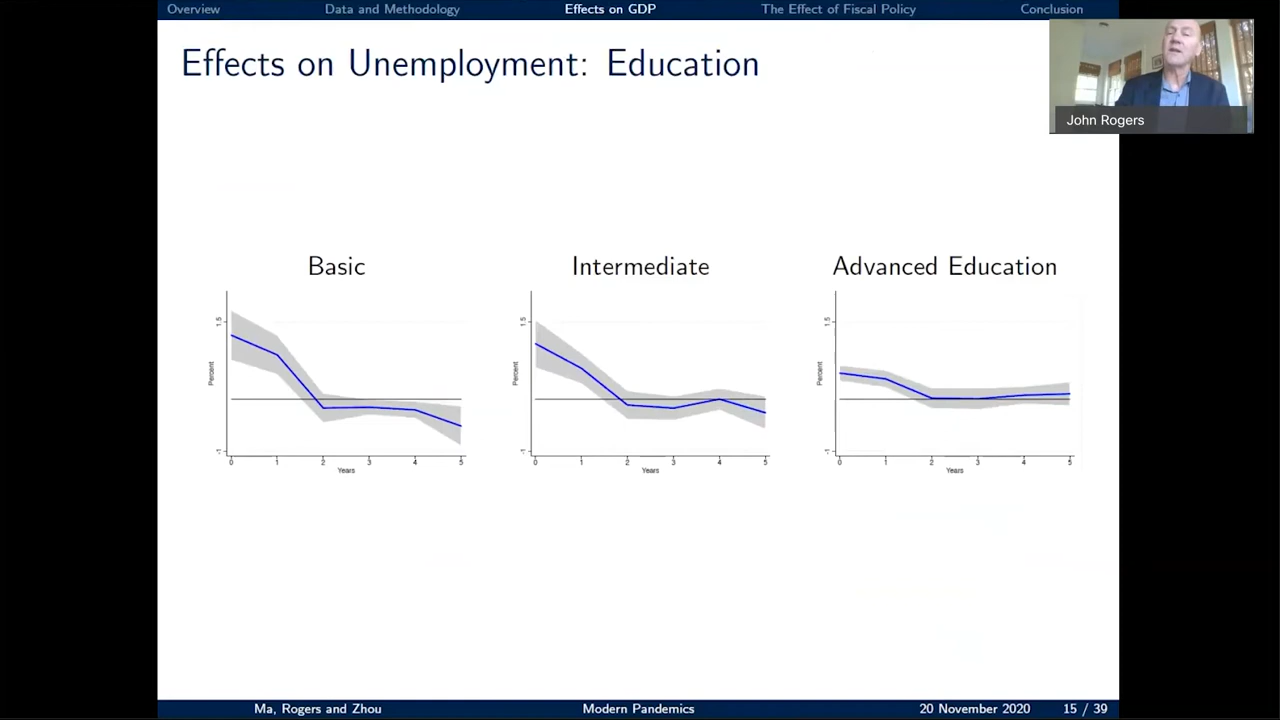 Overview Data and Methodology Effects on GDP The Effect of Fiscal Policy Conclusion
Effects on Unemployment: Education
John Rogers
Basic Intermediate Advanced Education
1.5 1.5 1.5
Percent Percent Percent
-1 -1 -1
0 1 2 3 4 5 0 1 2 3 4 5 0 1 2 3 4 5
Years Years Years
Ma, Rogers and Zhou Modern Pandemics 20 November 2020 15 / 39